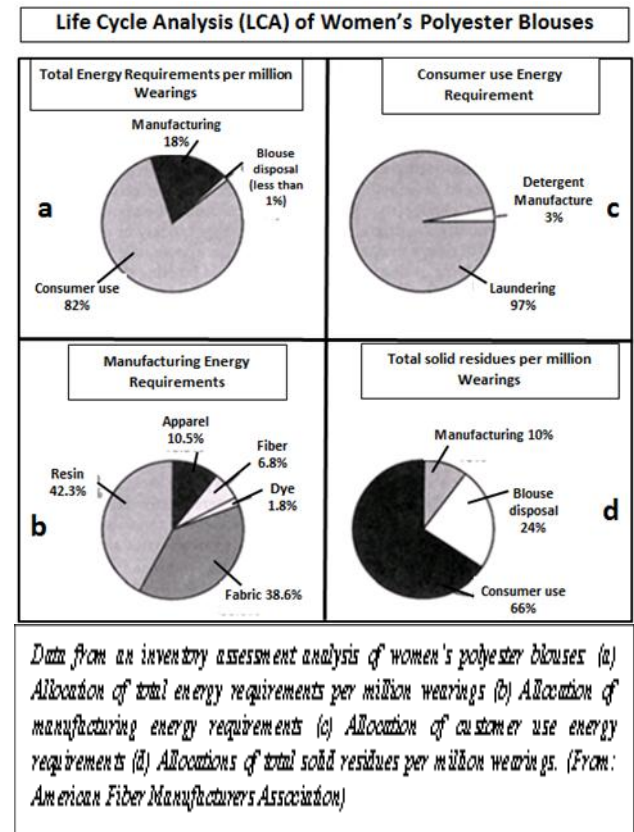 Life Cycle Analysis (LCA) of Women's Polyester Blouses
Total Energy Requirements per million
Wearings
Manufacturing
18%
Blouse
disposal
(less than
1%)
a
Consumer use
82%
Consumer use Energy
Requirement
Detergent
Manufacture
3%
c
Laundering
97%
Manufacturing Energy
Requirements
Apparel
10.5%
Fiber
6.8%
Resin
42.3%
Dye
1.8%
b
Fabric 38.6%
Total solid residues per million
Wearings
Manufacturing 10%
Blouse
disposal
24%
d
Consumer use
66%
Data from an inventory assessment analysis of women's polyester blouses (a)
Allocation of total energy requirements per million wearings (b) Allocation of
manufacturing energy requirements (c) Allocation of customer use energy
requirements (d) Allocations of total solid residues per million wearings. (From:
American Fiber Manufacturers Association)